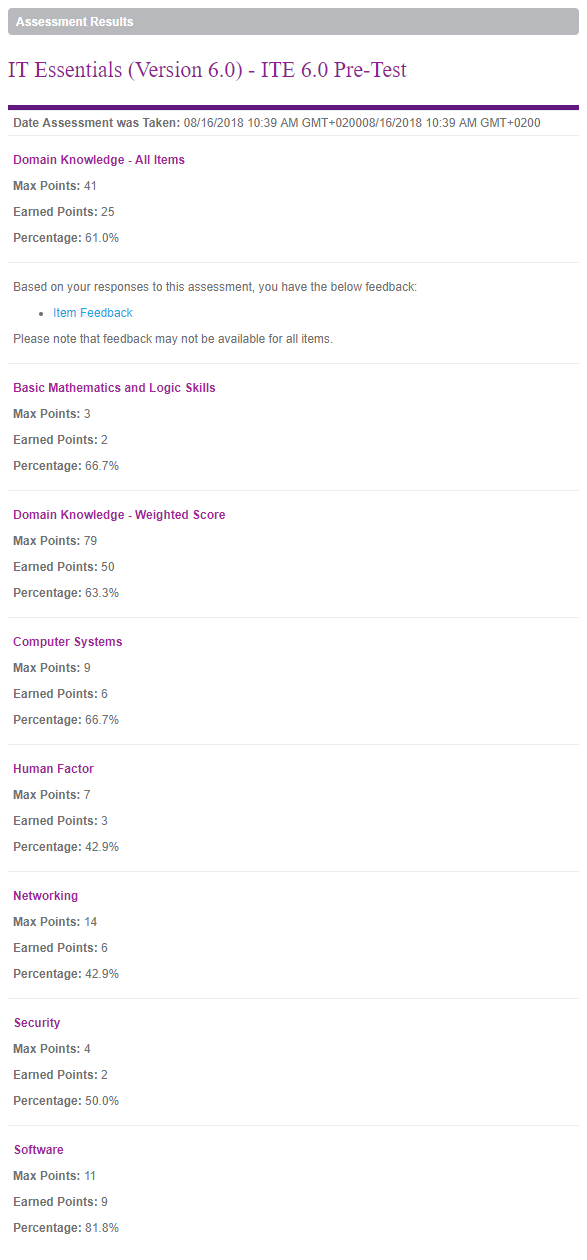 Assessment Results
IT Essentials (Version 6.0) - ITE 6.0 Pre-Test
Date Assessment was Taken: 08/16/2018 10:39 AM GMT+020008/16/2018 10:39 AM GMT+0200
Domain Knowledge - All Items
Max Points: 41
Earned Points: 25
Percentage: 61.0%
Based on your responses to this assessment, you have the below feedback:
• Item Feedback
Please note that feedback may not be available for all items.
Basic Mathematics and Logic Skills
Max Points: 3
Earned Points: 2
Percentage: 66.7%
Domain Knowledge - Weighted Score
Max Points: 79
Earned Points: 50
Percentage: 63.3%
Computer Systems
Max Points: 9
Earned Points: 6
Percentage: 66.7%
Human Factor
Max Points: 7
Earned Points: 3
Percentage: 42.9%
Networking
Max Points: 14
Earned Points: 6
Percentage: 42.9%
Security
Max Points: 4
Earned Points: 2
Percentage: 50.0%
Software
Max Points: 11
Earned Points: 9
Percentage: 81.8%